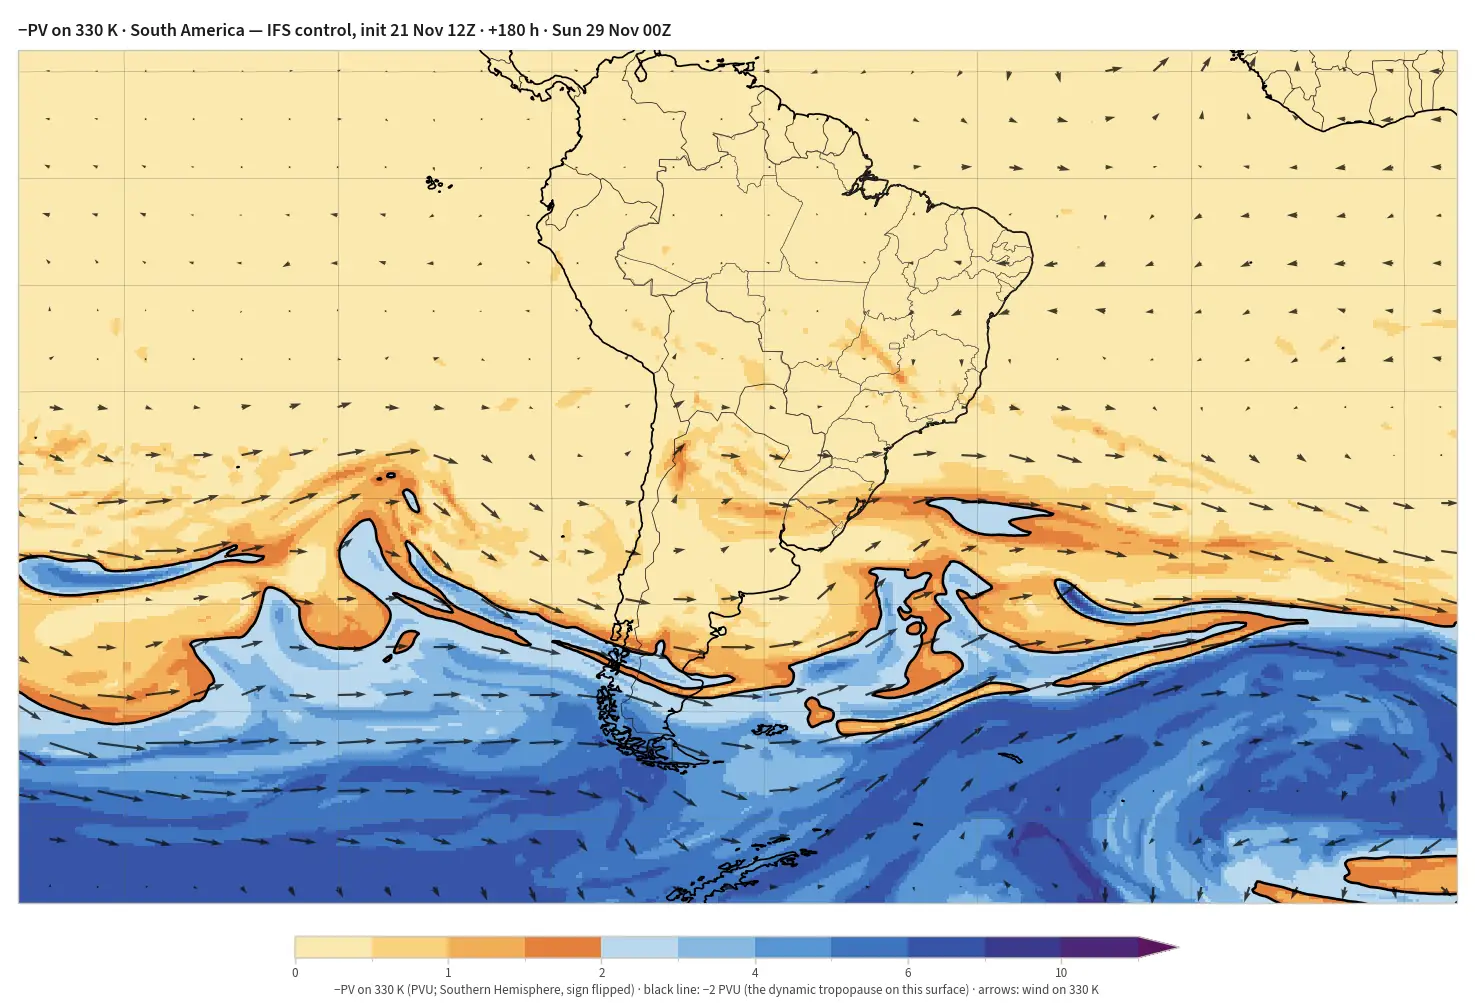 −PV on 330 K · South America — IFS control, init 21 Nov 12Z · +180 h · Sun 29 Nov 00Z
0 1 2 4 6 10
−PV on 330 K (PVU; Southern Hemisphere, sign flipped) · black line: −2 PVU (the dynamic tropopause on this surface) · arrows: wind on 330 K